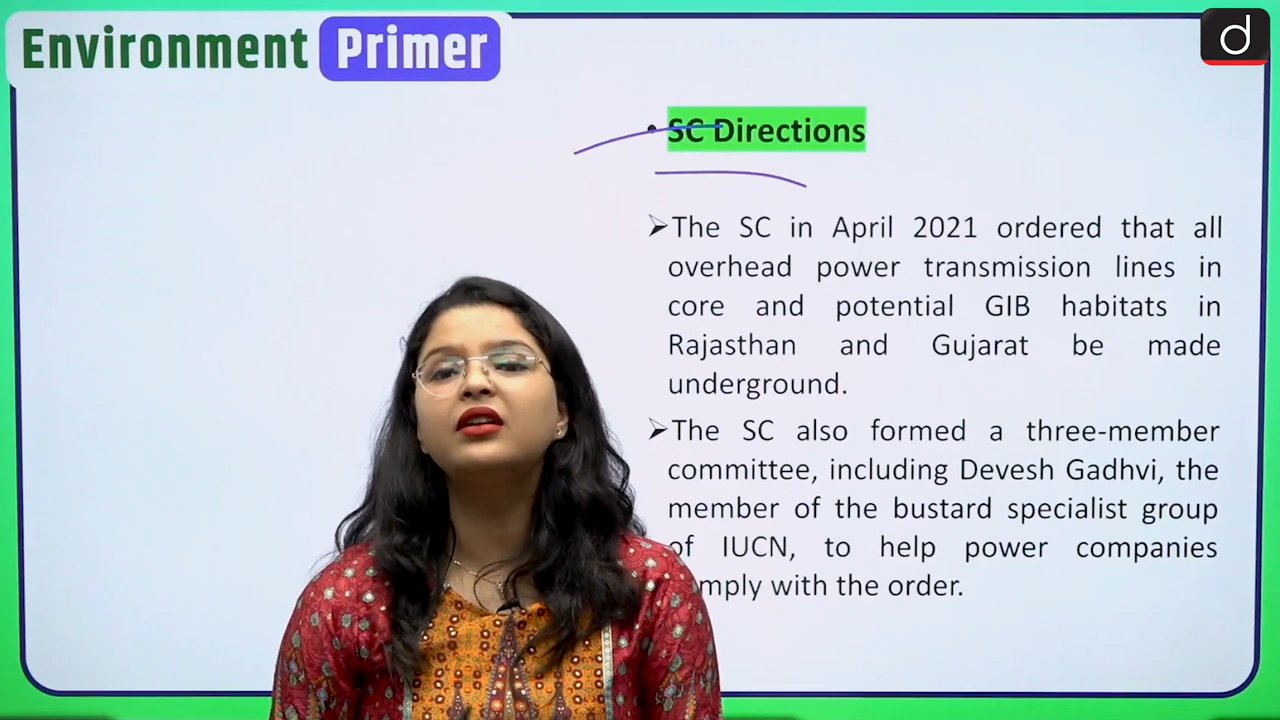 Environment Primer
d
• SC Directions
➢The SC in April 2021 ordered that all
overhead power transmission lines in
core and potential GIB habitats in
Rajasthan and Gujarat be made
underground.
➢The SC also formed a three-member
committee, including Devesh Gadhvi, the
member of the bustard specialist group
of IUCN, to help power companies
mply with the order.